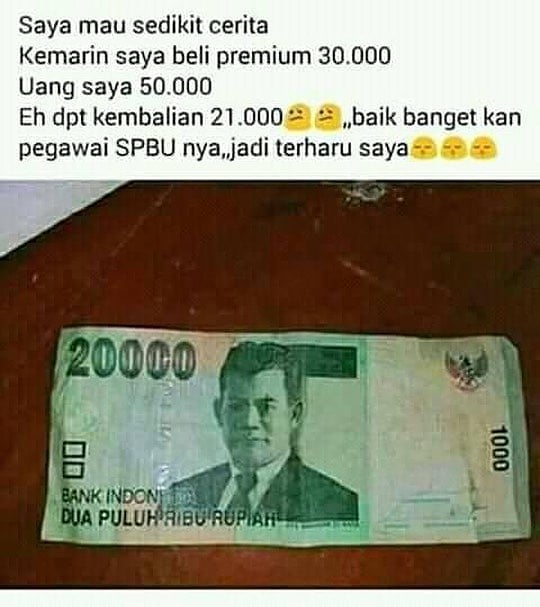 Saya mau sedikit cerita
Kemarin saya beli premium 30.000
Uang saya 50.000
Eh dpt kembalian 21.000😕😕,,baik banget kan
pegawai SPBU nya,,jadi terharu saya😌😌😌
20000
1000
BANK INDON
DUA PULUH RIBU RUPIAH